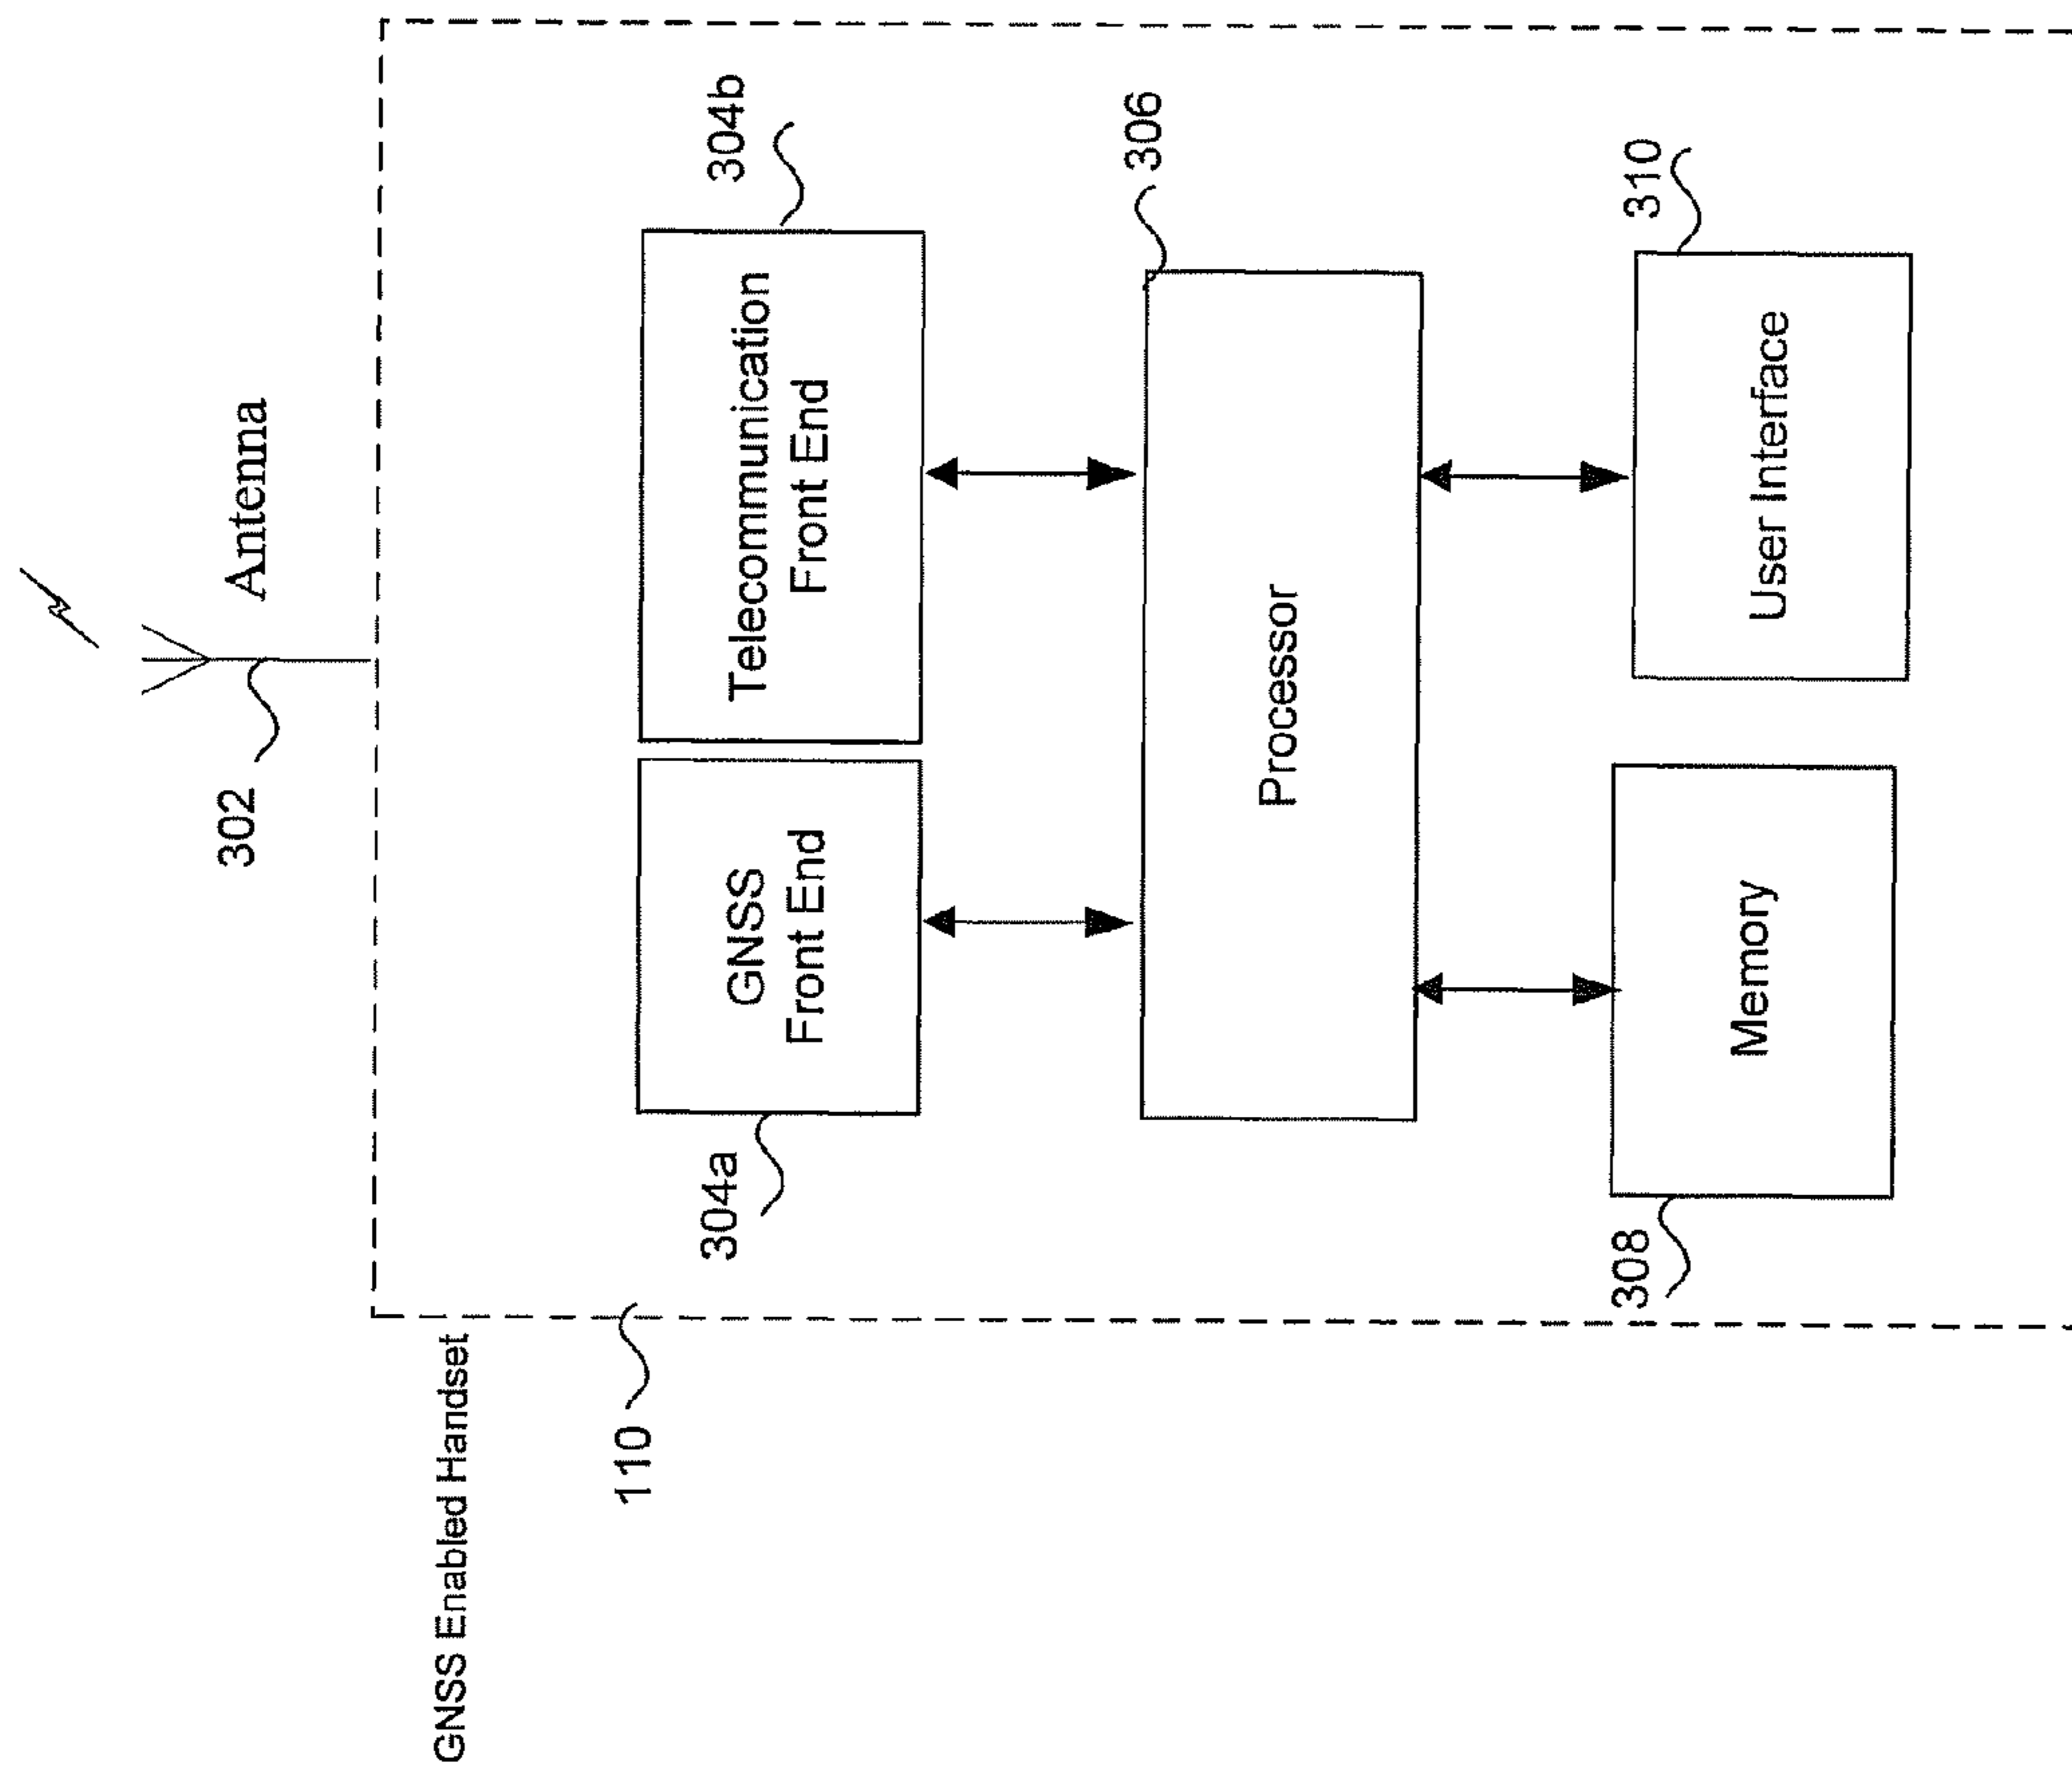 Antenna
302
GNSS Enabled Handset
110
304a
GNSS
Front End
Telecommunication
Front End
304b
Processor
306
308
Memory
User Interface
310